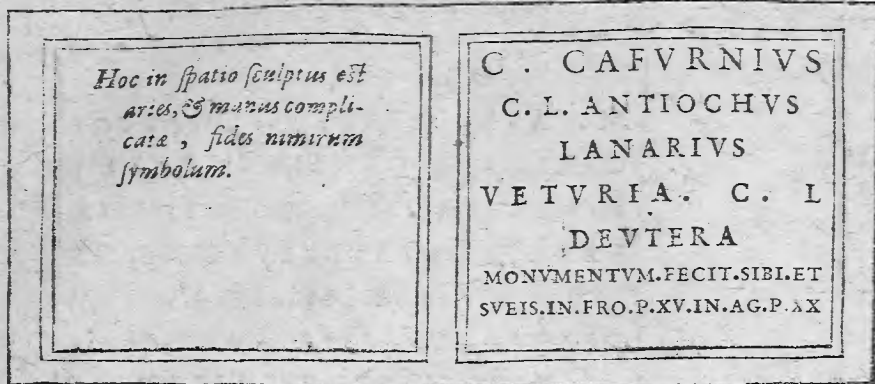 Hoc in ſpatio ſculptus eſt
aries, & manus compli-
catæ , fides nimirum
ſymbolum.
C . CAFVRNIVS
C. L. ANTIOCHVS
LANARIVS
VETVRIA. C. L
DEVTERA
MONVMENTVM.FECIT.SIBI.ET
SVEIS.IN.FRO.P.XV.IN.AG.P.XX